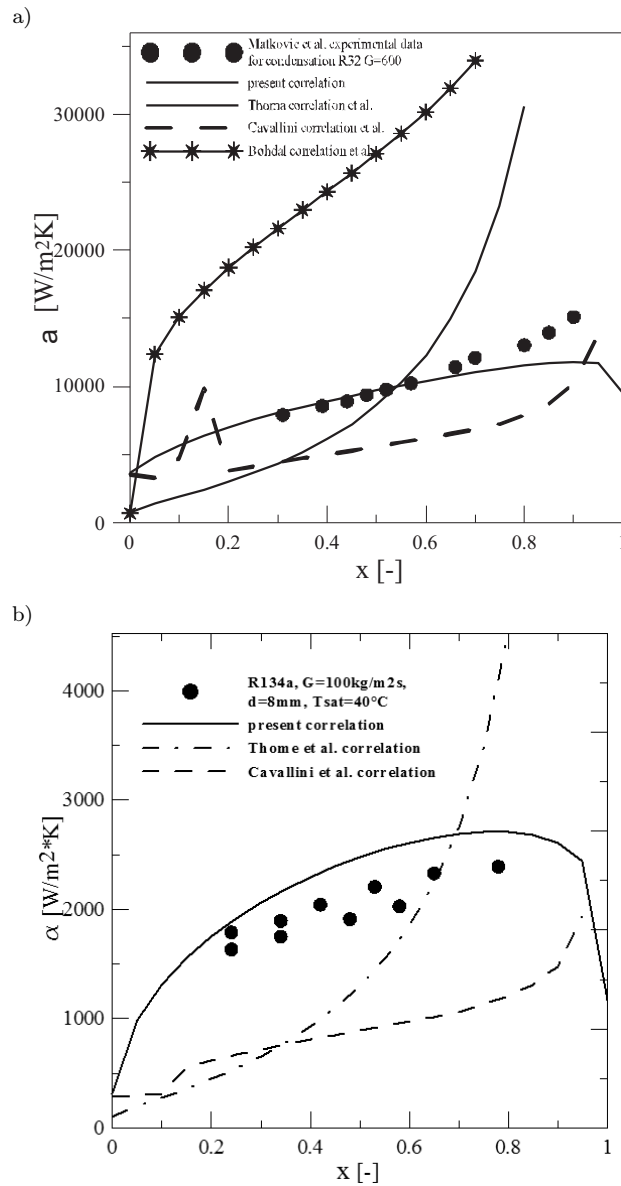 a)
Matkovic et al. experimental data
for condensation R32 G=600
present correlation
Thoma correlation et al.
Cavallini correlation et al.
Bohdal correlation et al.
30000
20000
10000
0
a [W/m2K]
0
0.2
0.4
0.6
0.8
1
x [-]
b)
R134a, G=100kg/m2s,
d=8mm, Tsat=40°C
present correlation
Thome et al. correlation
Cavallini et al. correlation
4000
3000
2000
1000
0
α [W/m²*K]
0
0.2
0.4
0.6
0.8
1
x [-]